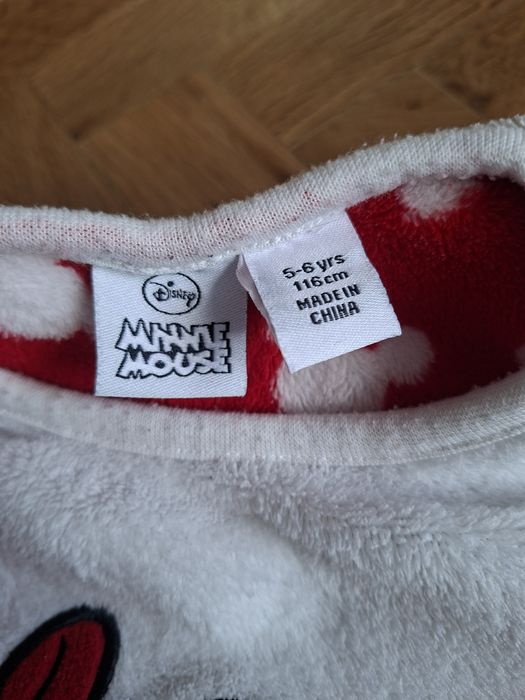 Disney
MINNIE
MOUSE
5-6 yrs
116cm
MADE IN
CHINA